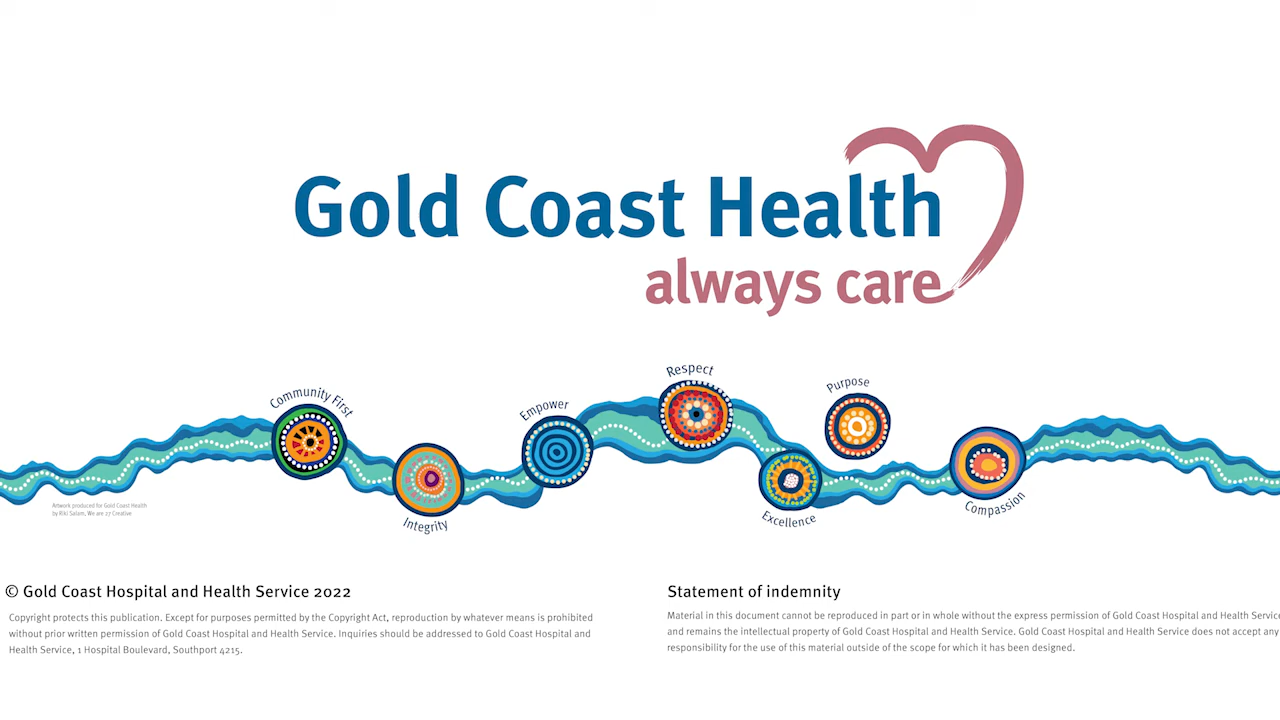 Gold Coast Health
always care
Community First
Integrity
Empower
Respect
Excellence
Purpose
Compassion
Artwork produced for Gold Coast Health
by Riki Salam, We are 27 Creative
© Gold Coast Hospital and Health Service 2022
Copyright protects this publication. Except for purposes permitted by the Copyright Act, reproduction by whatever means is prohibited
without prior written permission of Gold Coast Hospital and Health Service. Inquiries should be addressed to Gold Coast Hospital and
Health Service, 1 Hospital Boulevard, Southport 4215.
Statement of indemnity
Material in this document cannot be reproduced in part or in whole without the express permission of Gold Coast Hospital and Health Service
and remains the intellectual property of Gold Coast Hospital and Health Service. Gold Coast Hospital and Health Service does not accept any
responsibility for the use of this material outside of the scope for which it has been designed.